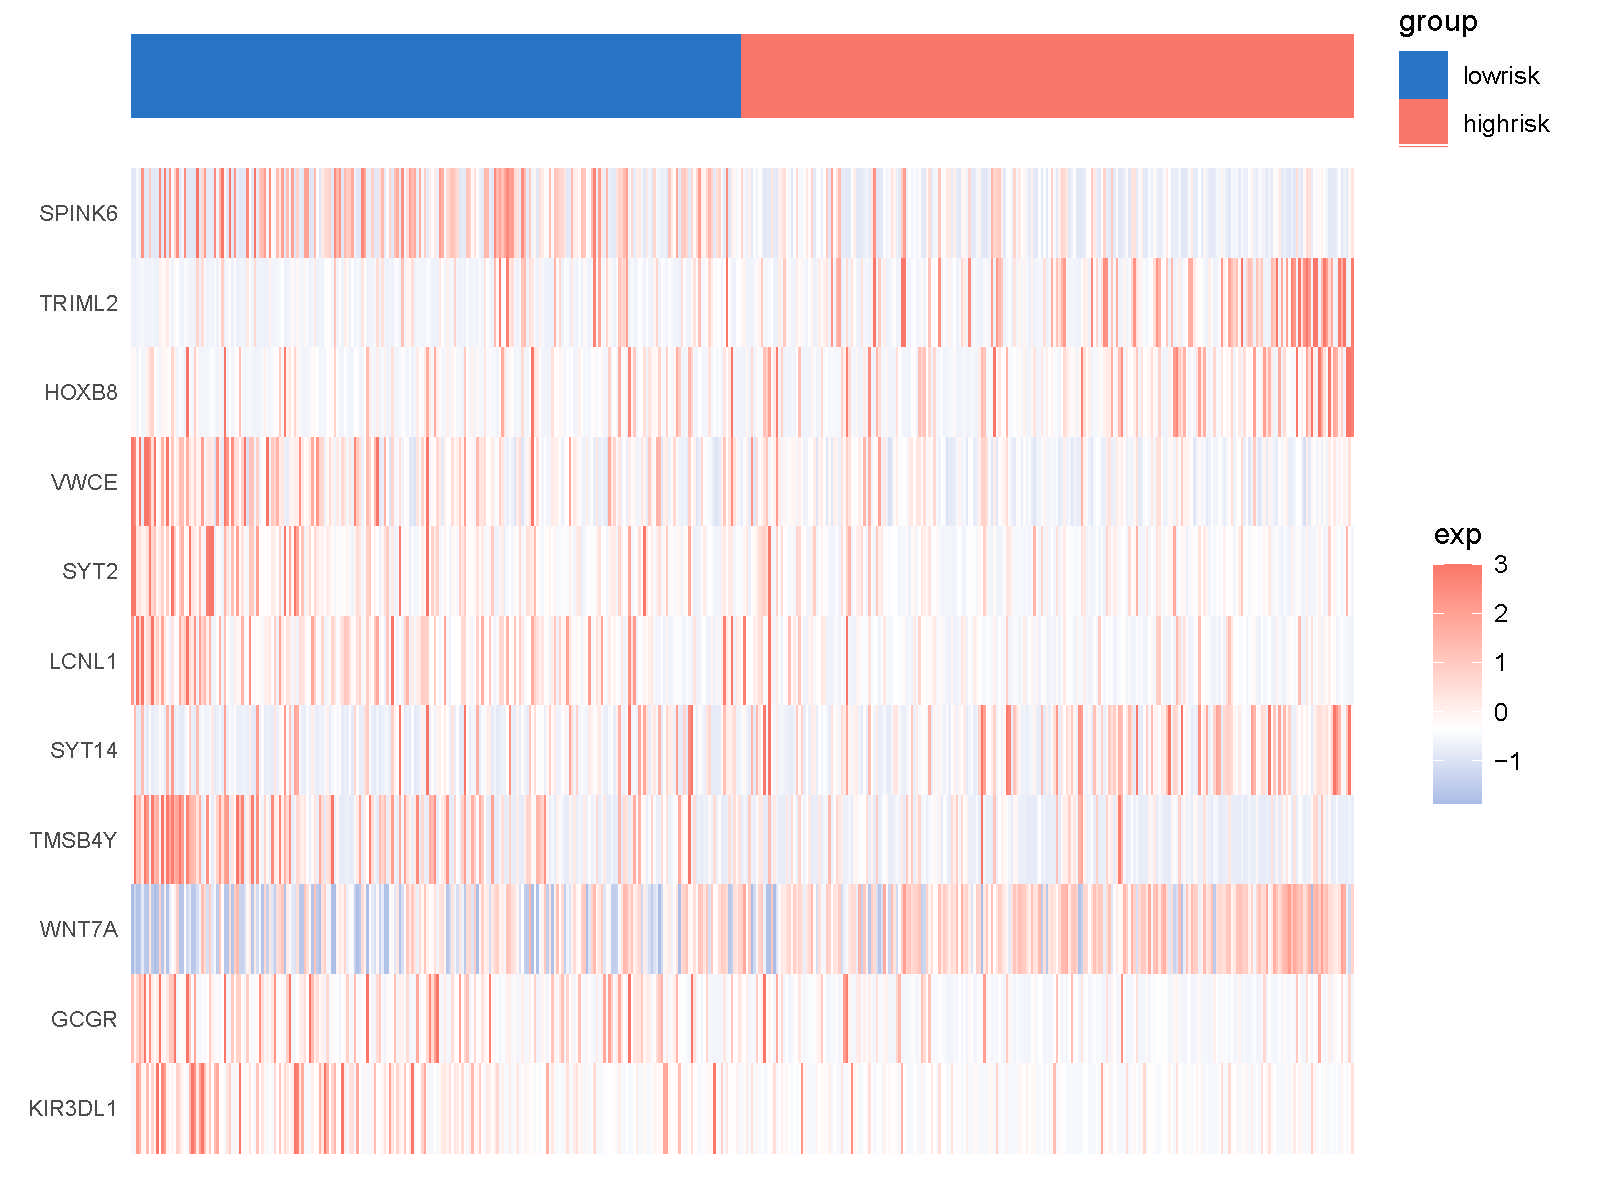 group
lowrisk
highrisk
SPINK6
TRIML2
HOXB8
VWCE
SYT2
LCNL1
SYT14
TMSB4Y
WNT7A
GCGR
KIR3DL1
exp
3
2
1
0
−1